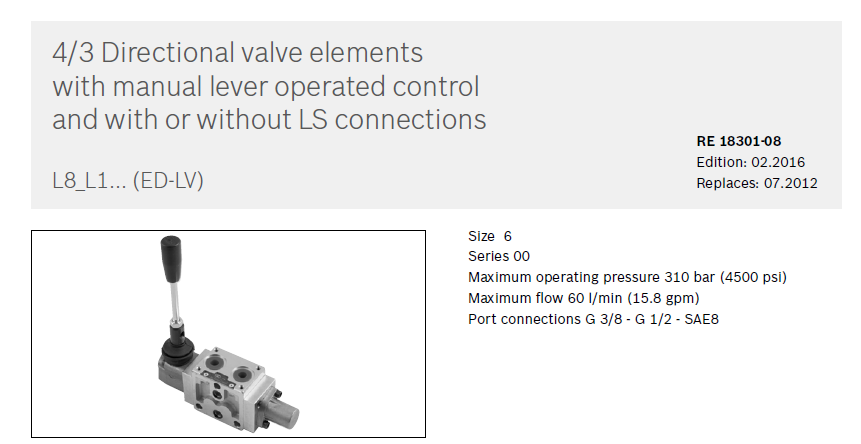 4/3 Directional valve elements
with manual lever operated control
and with or without LS connections
L8_L1... (ED-LV)
RE 18301-08
Edition: 02.2016
Replaces: 07.2012
Size 6
Series 00
Maximum operating pressure 310 bar (4500 psi)
Maximum flow 60 l/min (15.8 gpm)
Port connections G 3/8 - G 1/2 - SAE8